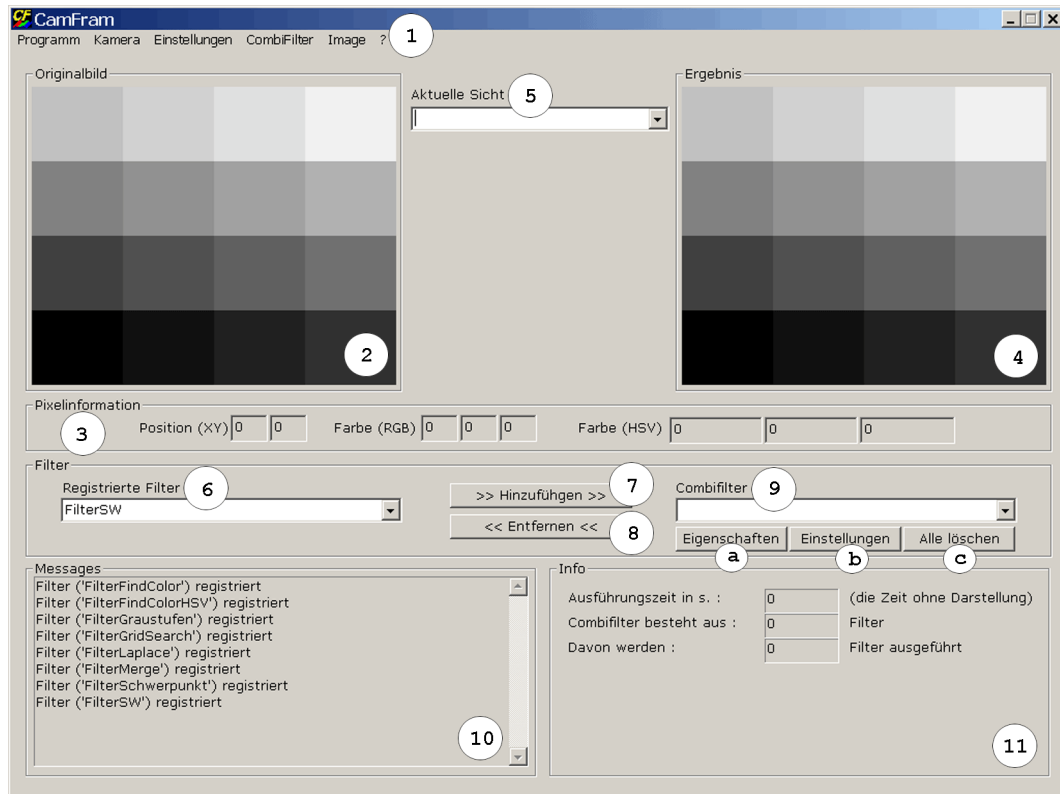 CamFram
Programm Kamera Einstellungen CombiFilter Image ? 1
Originalbild
Aktuelle Sicht 5
Ergebnis
2
4
Pixelinformation
3 Position (XY) 0 0 Farbe (RGB) 0 0 0 Farbe (HSV) 0 0 0
Filter
Registrierte Filter 6
FilterSW
>> Hinzufühgen >> 7
<< Entfernen << 8
Combifilter 9
Eigenschaften Einstellungen Alle löschen
a b c
Messages
Filter ('FilterFindColor') registriert
Filter ('FilterFindColorHSV') registriert
Filter ('FilterGraustufen') registriert
Filter ('FilterGridSearch') registriert
Filter ('FilterLaplace') registriert
Filter ('FilterMerge') registriert
Filter ('FilterSchwerpunkt') registriert
Filter ('FilterSW') registriert
10
Info
Ausführungszeit in s. : 0 (die Zeit ohne Darstellung)
Combifilter besteht aus : 0 Filter
Davon werden : 0 Filter ausgeführt
11